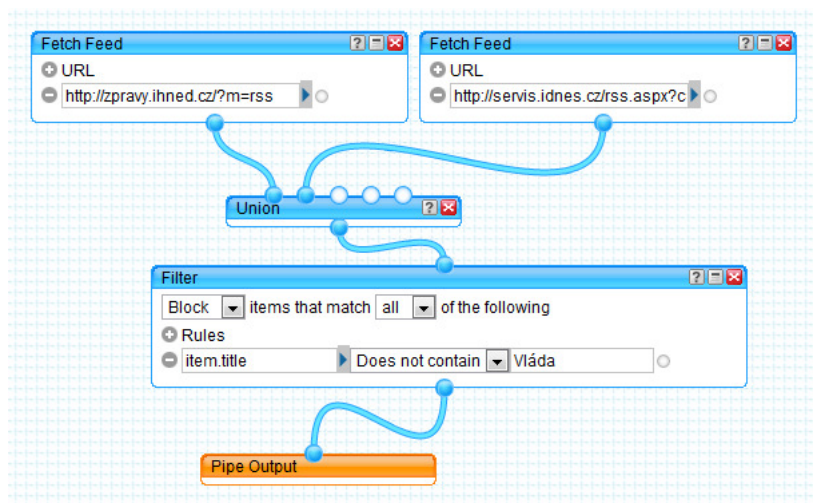 Fetch Feed
URL
http://zpravy.ihned.cz/?m=rss
Fetch Feed
URL
http://servis.idnes.cz/rss.aspx?c
Union
Filter
Block items that match all of the following
Rules
item.title Does not contain Vláda
Pipe Output